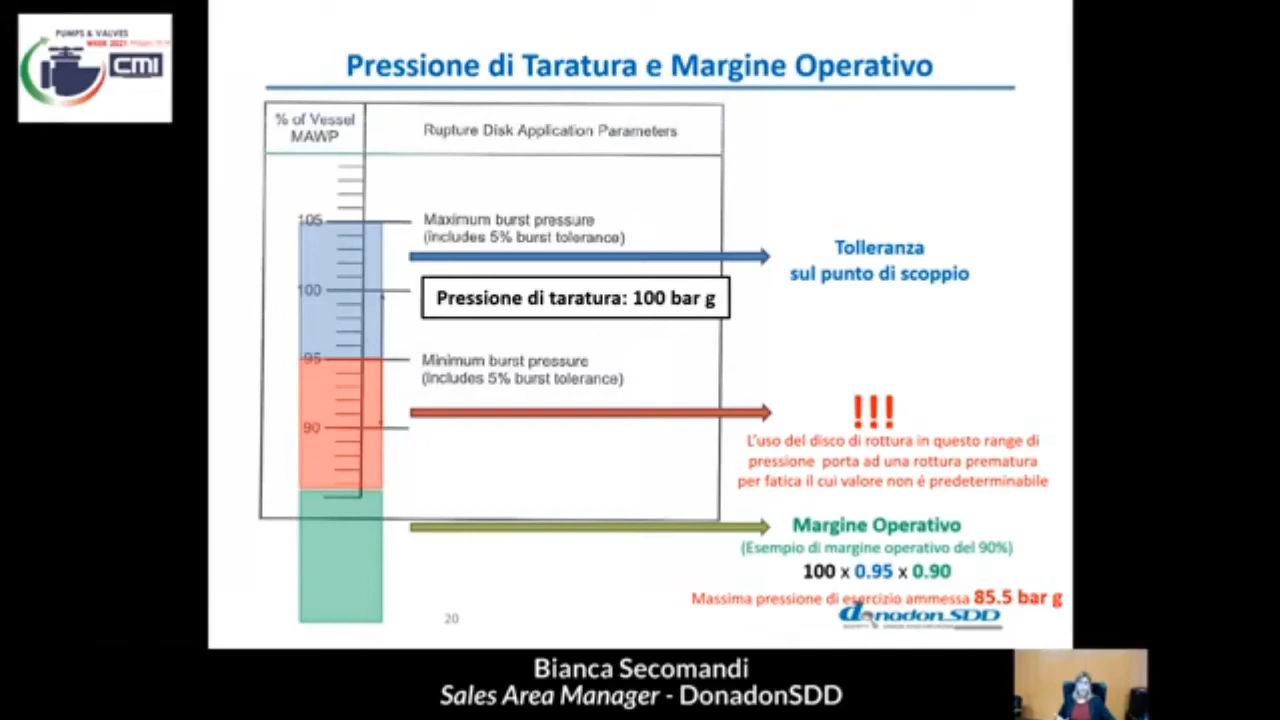 PUMPS & VALVES
WEEK 2021
CMI
Pressione di Taratura e Margine Operativo
% of Vessel
MAWP
Rupture Disk Application Parameters
105
Maximum burst pressure
(includes 5% burst tolerance)
Tolleranza
sul punto di scoppio
100
Pressione di taratura: 100 bar g
95
Minimum burst pressure
(includes 5% burst tolerance)
90
!!!
L'uso del disco di rottura in questo range di
pressione porta ad una rottura prematura
per fatica il cui valore non é predeterminabile
Margine Operativo
(Esempio di margine operativo del 90%)
100 x 0.95 x 0.90
Massima pressione di esercizio ammessa 85.5 bar g
donadon SDD
20
Bianca Secomandi
Sales Area Manager - DonadonSDD